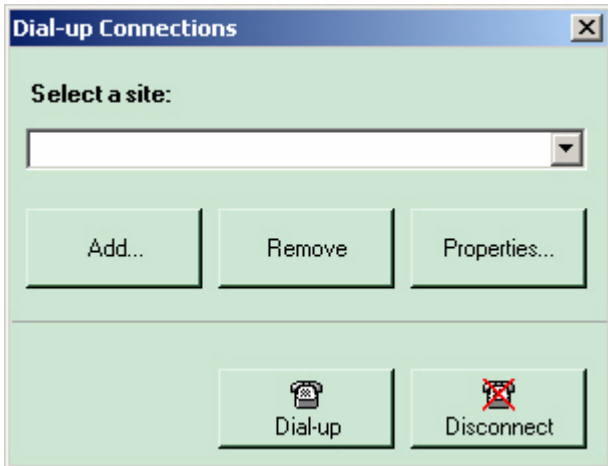 Dial-up Connections
Select a site:
Add...
Remove
Properties...
Dial-up
Disconnect